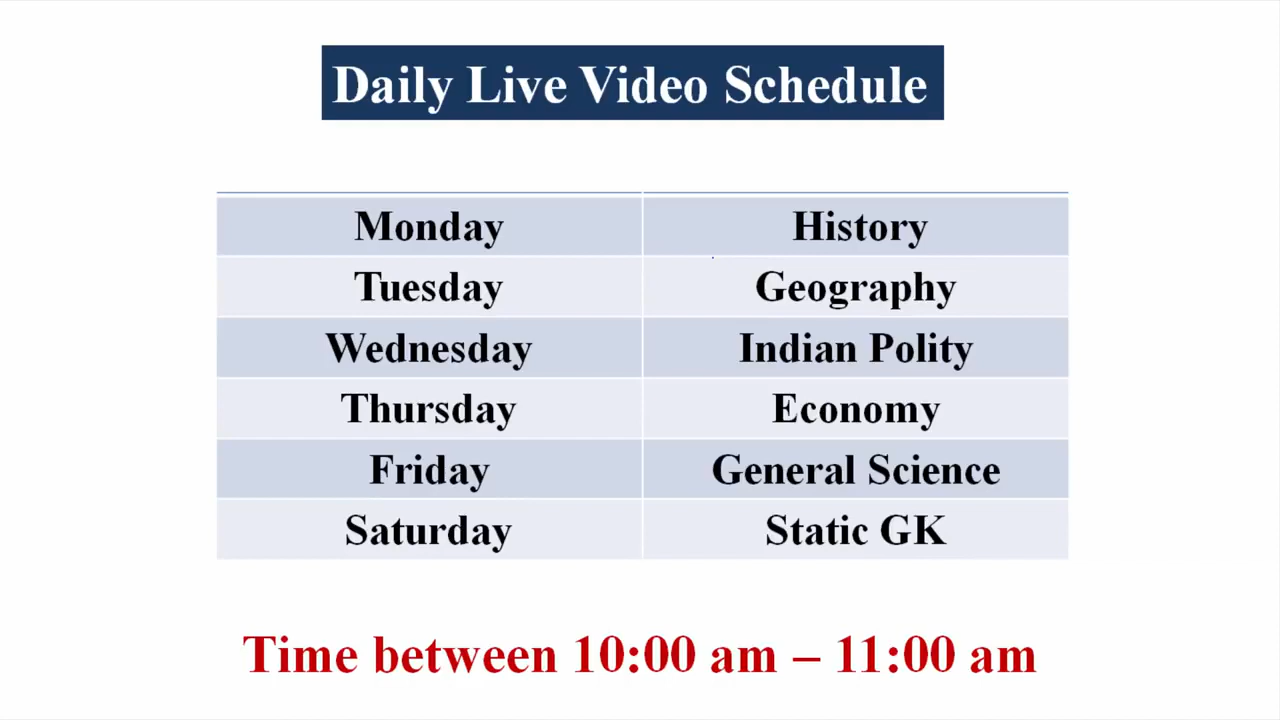 Daily Live Video Schedule
Monday History
Tuesday Geography
Wednesday Indian Polity
Thursday Economy
Friday General Science
Saturday Static GK
Time between 10:00 am – 11:00 am